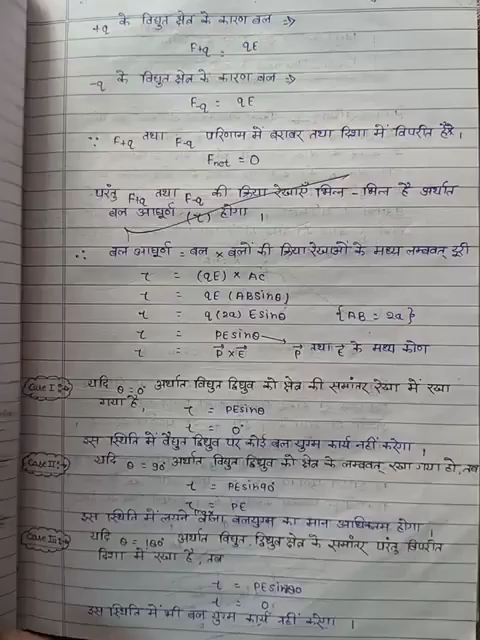 +q के विद्युत क्षेत्र के कारण बल ⇒
F+q = qE
-q के विद्युत क्षेत्र के कारण बल ⇒
F-q = qE
∵ F+q तथा F-q परिणाम में बराबर तथा दिशा में विपरीत हैं।
Fnet = 0
परंतु F+q तथा F-q की क्रिया रेखाएँ भिन्न-भिन्न है अर्थात
बल आघूर्ण (τ) होगा ।
∴ बल आघूर्ण = बल × बलों की क्रिया रेखाओं के मध्य लम्बवत् दूरी
τ = (qE) × AC
τ = qE (ABsinθ)
τ = q(2a) Esinθ {AB = 2a}
τ = PEsinθ
τ = P⃗×E⃗ P⃗ तथा E⃗ के मध्य कोण
Case I :→ यदि θ = 0° अर्थात विद्युत द्विध्रुव को क्षेत्र की समांतर रेखा में रखा
गया है,
τ = PEsinθ
τ = 0
इस स्थिति में वैधुत द्विध्रुव पर कोई बल युग्म कार्य नहीं करेगा ।
Case II :→ यदि θ = 90° अर्थात विद्युत द्विध्रुव को क्षेत्र के लम्बवत् रखा गया हो, तब
τ = PEsin90°
τ = PE
इस स्थिति में लगने वाला बलयुग्म का मान अधिकतम होगा ।
Case III :→ यदि θ = 180° अर्थात विद्युत द्विध्रुव क्षेत्र के समांतर परंतु विपरीत
दिशा में रखा है, तब
τ = PEsin180
τ = 0
इस स्थिति में भी बल युग्म कार्य नहीं करेगा ।